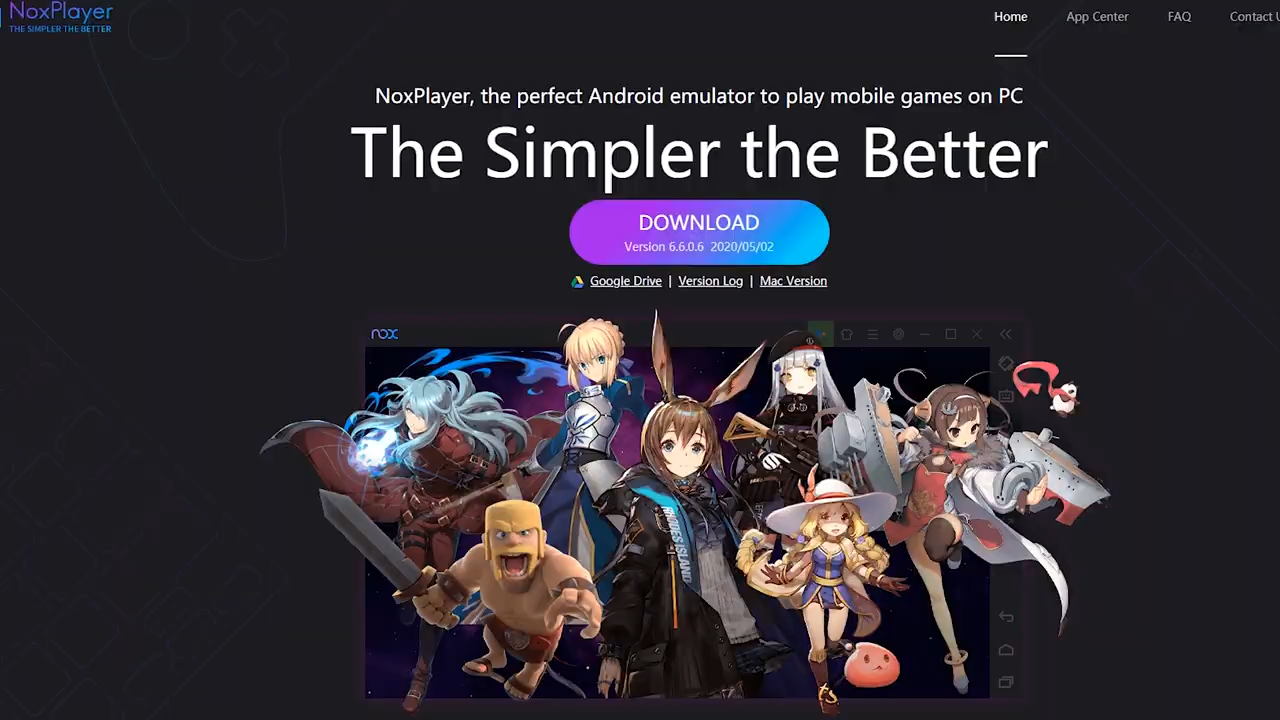 NoxPlayer
THE SIMPLER THE BETTER
Home
App Center
FAQ
Contact U
NoxPlayer, the perfect Android emulator to play mobile games on PC
The Simpler the Better
DOWNLOAD
Version 6.6.0.6 2020/05/02
Google Drive | Version Log | Mac Version
nox
RHODES ISLAND